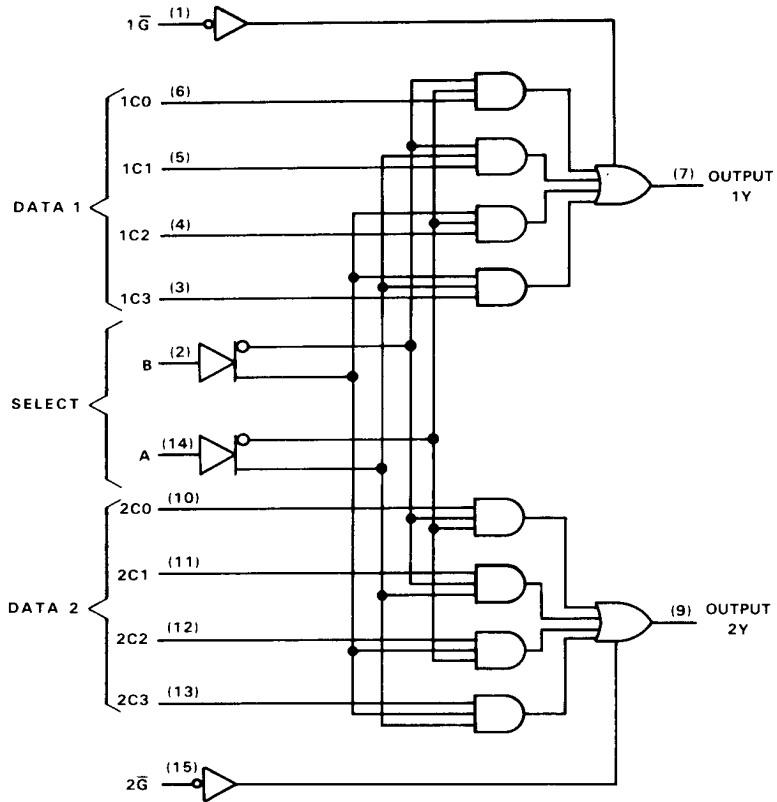 1G̅ (1)
1C0 (6)
1C1 (5)
DATA 1
1C2 (4)
1C3 (3)
(7) OUTPUT
1Y
B (2)
SELECT
A (14)
2C0 (10)
2C1 (11)
DATA 2
2C2 (12)
2C3 (13)
(9) OUTPUT
2Y
2G̅ (15)